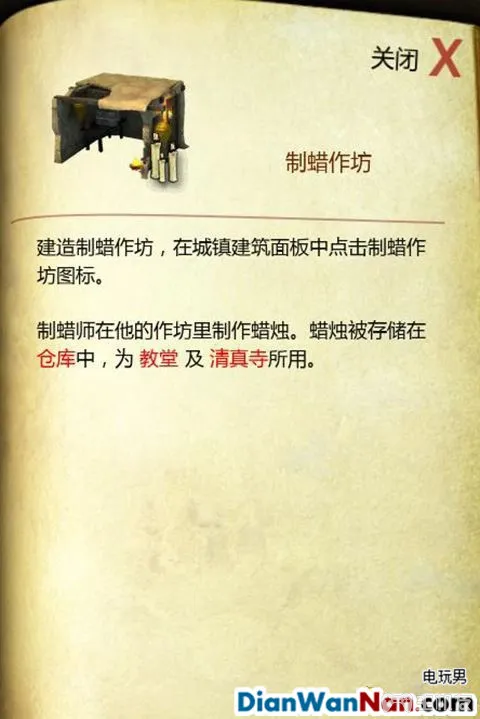 关闭 X
制蜡作坊
建造制蜡作坊，在城镇建筑面板中点击制蜡作
坊图标。
制蜡师在他的作坊里制作蜡烛。蜡烛被存储在
仓库中，为 教堂 及 清真寺所用。
电玩男
DianWanNan.com